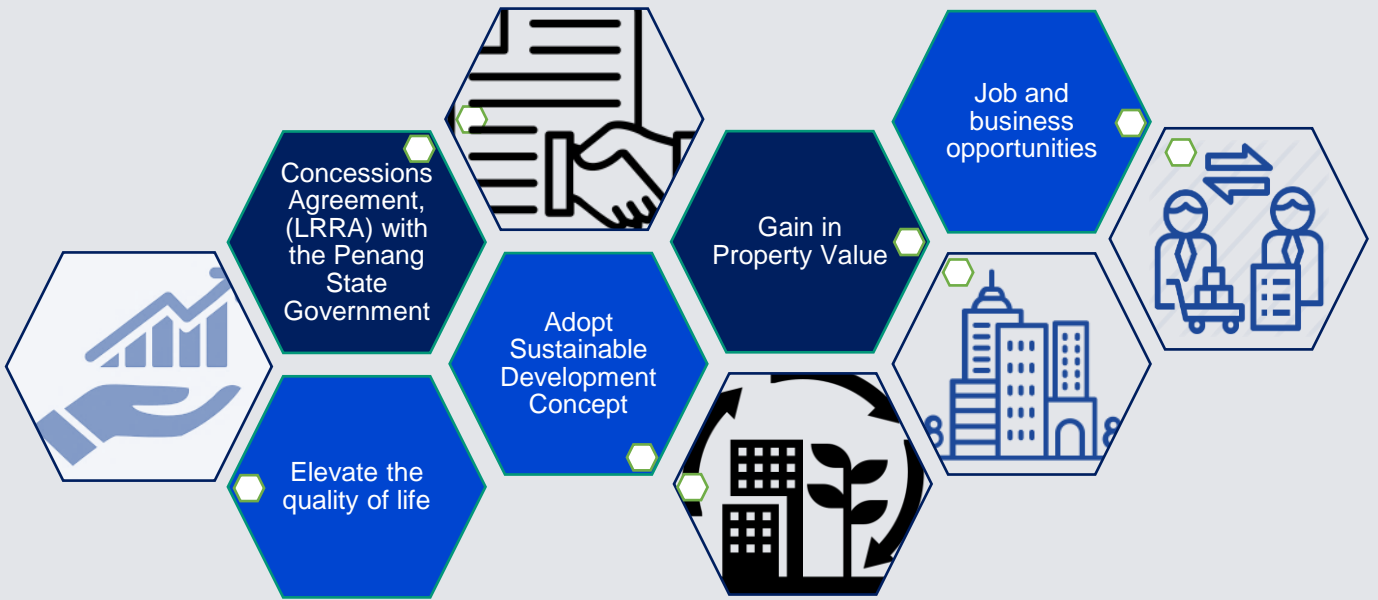 Concessions
Agreement,
(LRRA) with
the Penang
State
Government
Elevate the
quality of life
Adopt
Sustainable
Development
Concept
Gain in
Property Value
Job and
business
opportunities